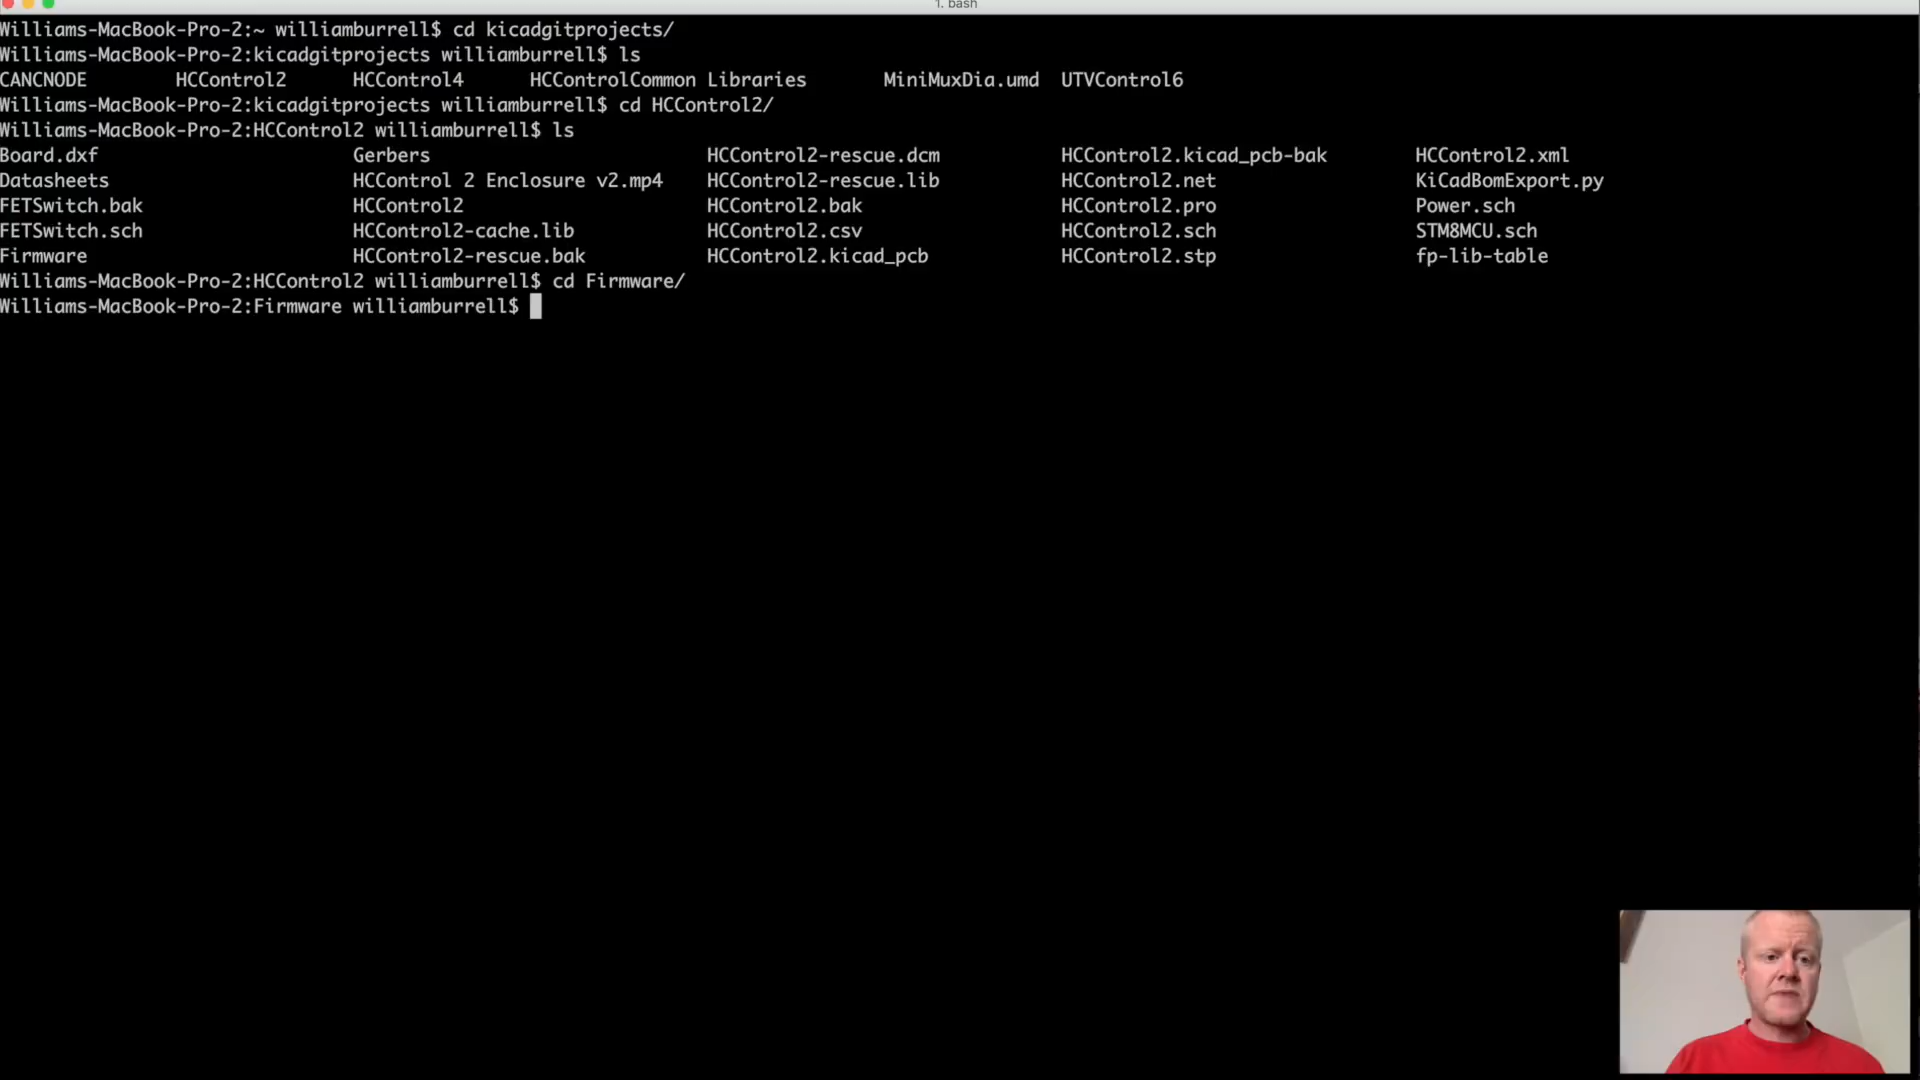 1. bash
Williams-MacBook-Pro-2:~ williamburrell$ cd kicadgitprojects/
Williams-MacBook-Pro-2:kicadgitprojects williamburrell$ ls
CANCNODE HCControl2 HCControl4 HCControlCommon Libraries MiniMuxDia.umd UTVControl6
Williams-MacBook-Pro-2:kicadgitprojects williamburrell$ cd HCControl2/
Williams-MacBook-Pro-2:HCControl2 williamburrell$ ls
Board.dxf Gerbers HCControl2-rescue.dcm HCControl2.kicad_pcb-bak HCControl2.xml
Datasheets HCControl 2 Enclosure v2.mp4 HCControl2-rescue.lib HCControl2.net KiCadBomExport.py
FETSwitch.bak HCControl2 HCControl2.bak HCControl2.pro Power.sch
FETSwitch.sch HCControl2-cache.lib HCControl2.csv HCControl2.sch STM8MCU.sch
Firmware HCControl2-rescue.bak HCControl2.kicad_pcb HCControl2.stp fp-lib-table
Williams-MacBook-Pro-2:HCControl2 williamburrell$ cd Firmware/
Williams-MacBook-Pro-2:Firmware williamburrell$